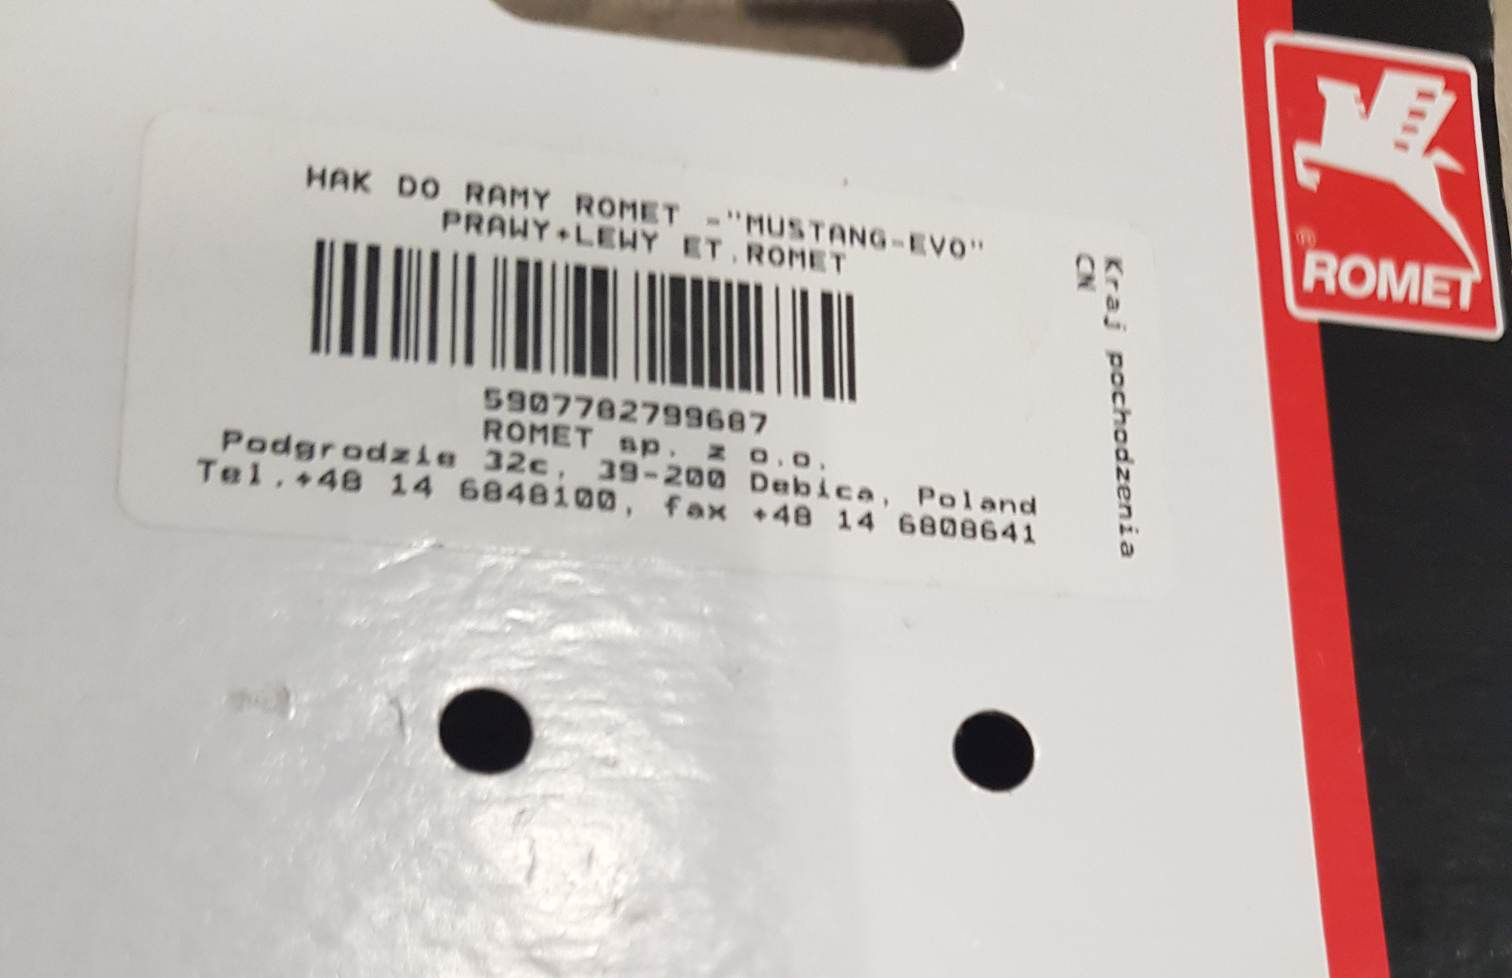 HAK DO RAMY ROMET -"MUSTANG-EVO"
PRAWY+LEWY ET.ROMET
5907782799687
ROMET sp. z o.o.
Podgrodzie 32c, 39-200 Debica, Poland
Tel.+48 14 6848100, fax +48 14 6808641
Kraj pochodzenia
CN
®
ROMET